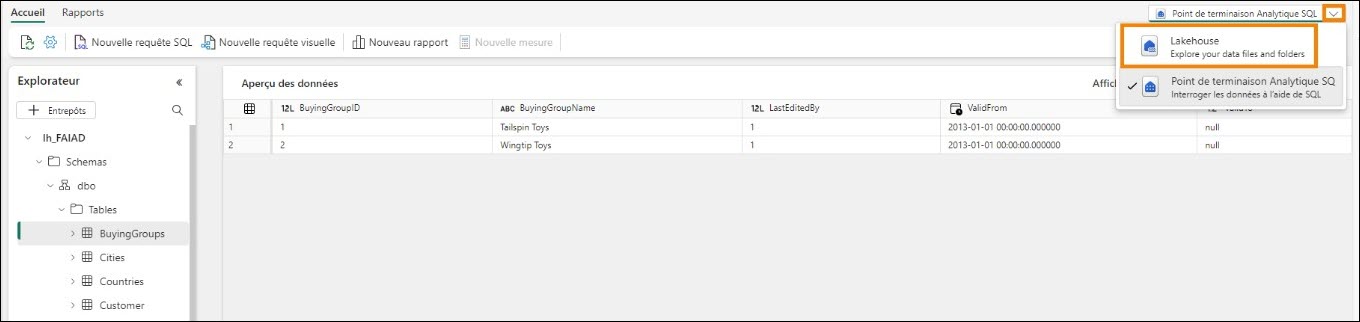 Accueil Rapports Point de terminaison Analytique SQL
Nouvelle requête SQL Nouvelle requête visuelle Nouveau rapport Nouvelle mesure
Lakehouse
Explore your data files and folders
Point de terminaison Analytique SQ
Interroger les données à l'aide de SQL
Explorateur «
+ Entrepôts
lh_FAIAD
Schemas
dbo
Tables
BuyingGroups
Cities
Countries
Customer
Aperçu des données Affic
12L BuyingGroupID ABC BuyingGroupName 12L LastEditedBy ValidFrom
1 1 Tailspin Toys 1 2013-01-01 00:00:00.000000 null
2 2 Wingtip Toys 1 2013-01-01 00:00:00.000000 null